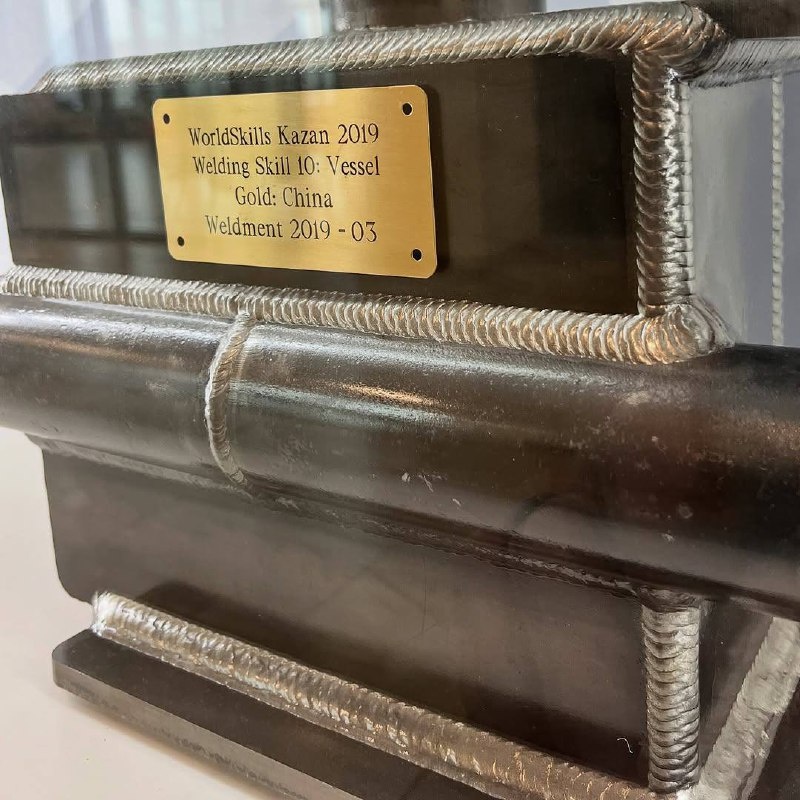 WorldSkills Kazan 2019
Welding Skill 10: Vessel
Gold: China
Weldment 2019 - 03